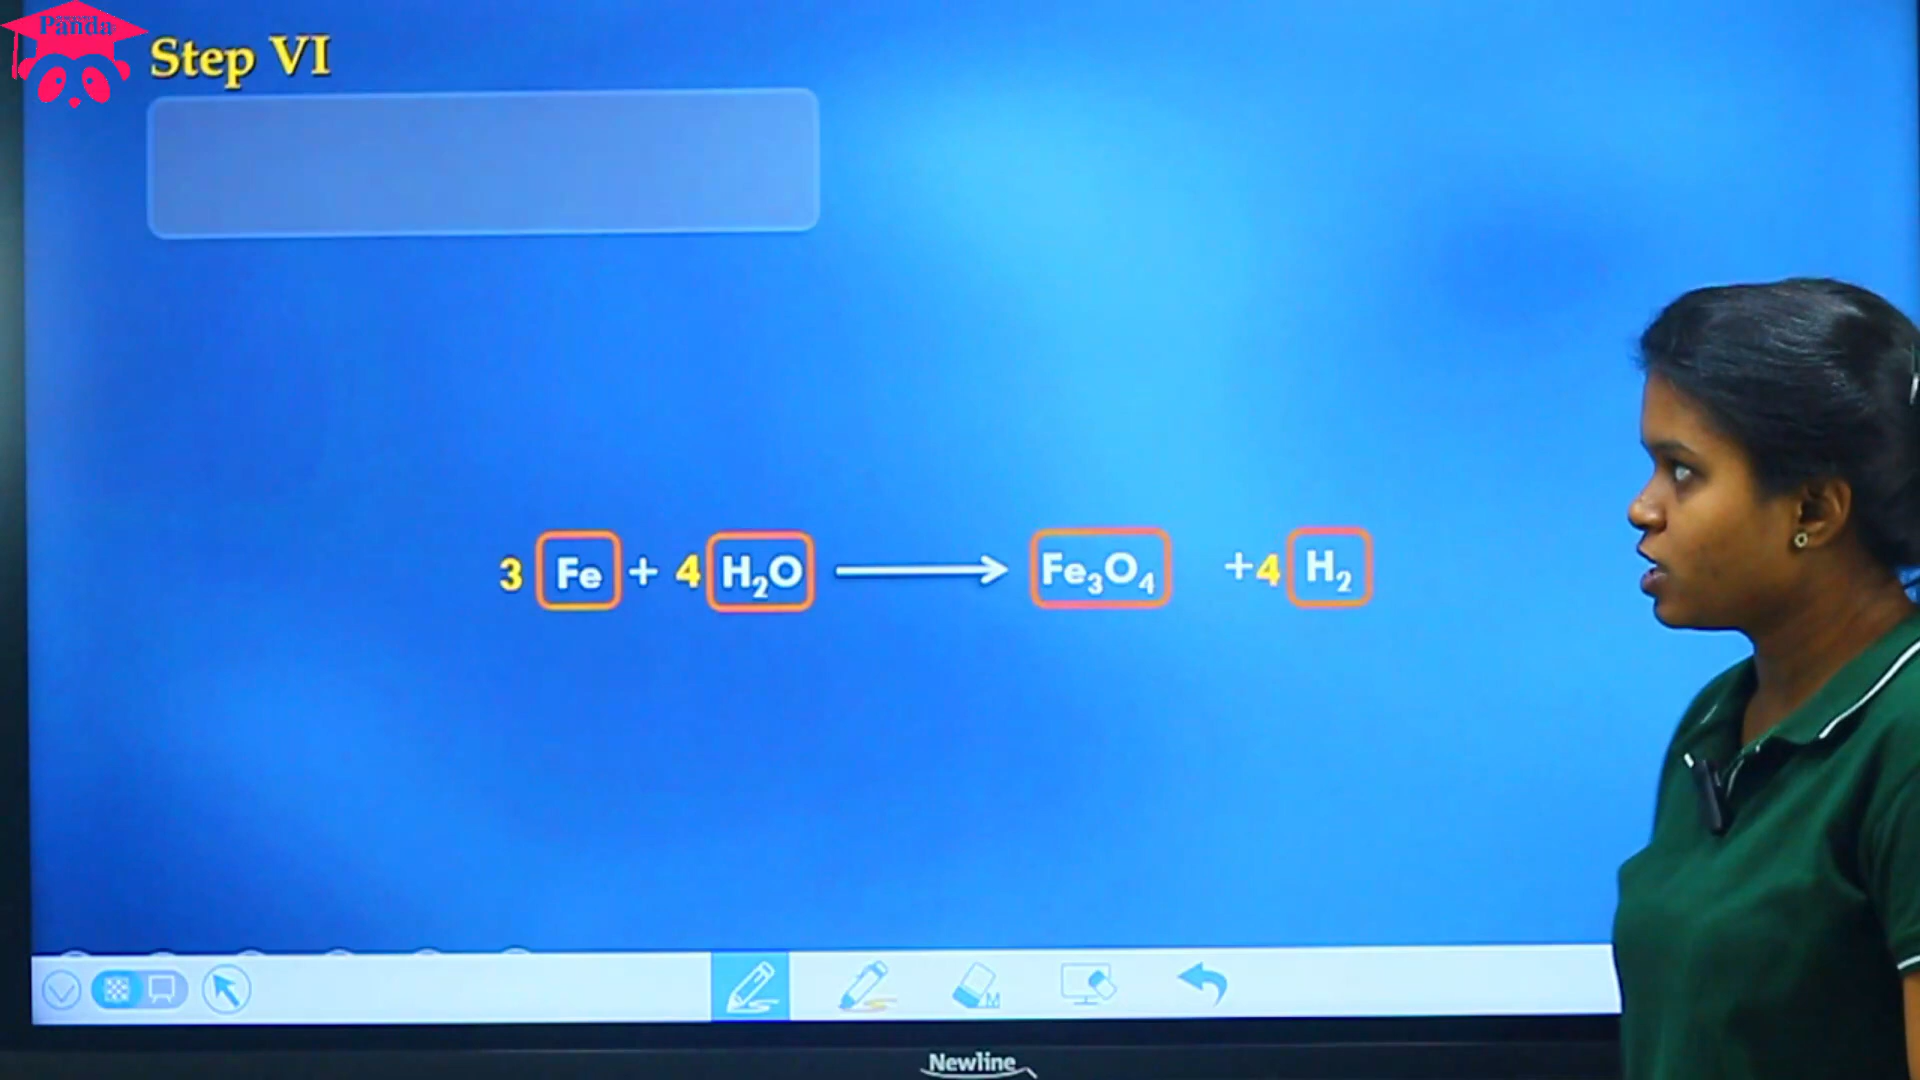 Panda
Step VI
3 Fe + 4 H₂O → Fe₃O₄ +4 H₂
M
Newline